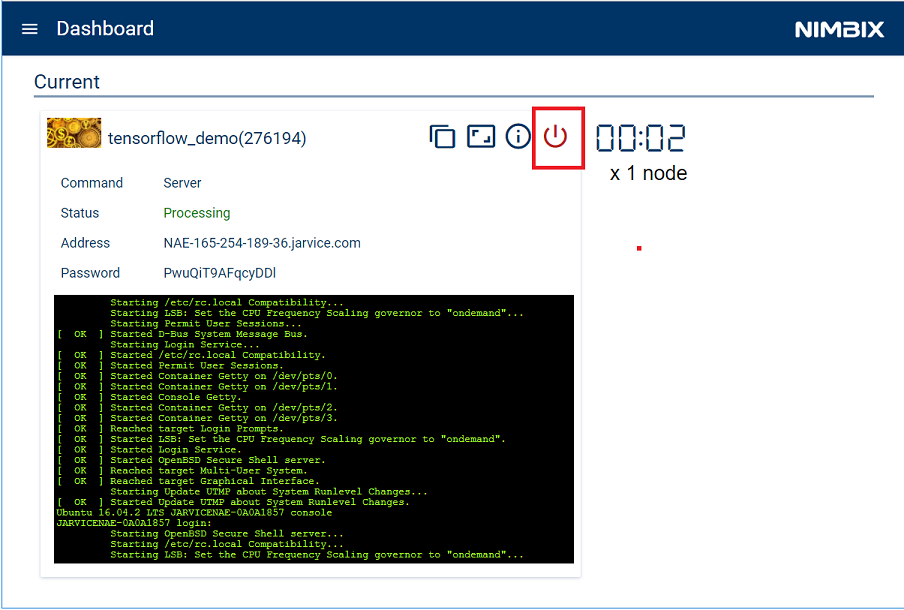 Dashboard
NIMBIX
Current
tensorflow_demo(276194)
00:02
x 1 node
Command Server
Status Processing
Address NAE-165-254-189-36.jarvice.com
Password PwuQiT9AFqcyDDl
Starting /etc/rc.local Compatibility...
Starting LSB: Set the CPU Frequency Scaling governor to "ondemand"...
Starting Permit User Sessions...
[ OK ] Started D-Bus System Message Bus.
Starting Login Service...
[ OK ] Started /etc/rc.local Compatibility.
[ OK ] Started Permit User Sessions.
[ OK ] Started Container Getty on /dev/pts/0.
[ OK ] Started Container Getty on /dev/pts/1.
[ OK ] Started Console Getty.
[ OK ] Started Container Getty on /dev/pts/2.
[ OK ] Started Container Getty on /dev/pts/3.
[ OK ] Reached target Login Prompts.
[ OK ] Started LSB: Set the CPU Frequency Scaling governor to "ondemand".
[ OK ] Started Login Service.
[ OK ] Started OpenBSD Secure Shell server.
[ OK ] Reached target Multi-User System.
[ OK ] Reached target Graphical Interface.
Starting Update UTMP about System Runlevel Changes...
[ OK ] Started Update UTMP about System Runlevel Changes.
Ubuntu 16.04.2 LTS JARVICENAE-0A0A1857 console
JARVICENAE-0A0A1857 login:
Starting OpenBSD Secure Shell server...
Starting /etc/rc.local Compatibility...
Starting LSB: Set the CPU Frequency Scaling governor to "ondemand"...